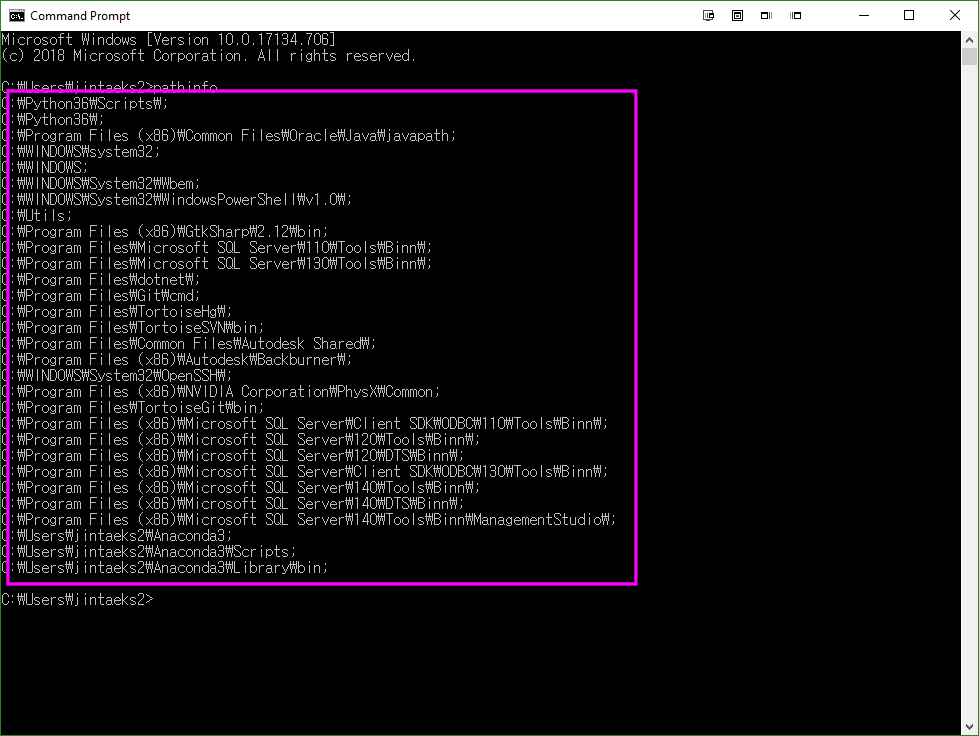 Command Prompt
Microsoft Windows [Version 10.0.17134.706]
(c) 2018 Microsoft Corporation. All rights reserved.
C:₩Users₩jintaeks2>pathinfo
C:₩Python36₩Scripts₩;
C:₩Python36₩;
C:₩Program Files (x86)₩Common Files₩Oracle₩Java₩javapath;
C:₩WINDOWS₩system32;
C:₩WINDOWS;
C:₩WINDOWS₩System32₩Wbem;
C:₩WINDOWS₩System32₩WindowsPowerShell₩v1.0₩;
C:₩Utils;
C:₩Program Files (x86)₩GtkSharp₩2.12₩bin;
C:₩Program Files₩Microsoft SQL Server₩110₩Tools₩Binn₩;
C:₩Program Files₩Microsoft SQL Server₩130₩Tools₩Binn₩;
C:₩Program Files₩dotnet₩;
C:₩Program Files₩Git₩cmd;
C:₩Program Files₩TortoiseHg₩;
C:₩Program Files₩TortoiseSVN₩bin;
C:₩Program Files₩Common Files₩Autodesk Shared₩;
C:₩Program Files (x86)₩Autodesk₩Backburner₩;
C:₩WINDOWS₩System32₩OpenSSH₩;
C:₩Program Files (x86)₩NVIDIA Corporation₩PhysX₩Common;
C:₩Program Files₩TortoiseGit₩bin;
C:₩Program Files (x86)₩Microsoft SQL Server₩Client SDK₩ODBC₩110₩Tools₩Binn₩;
C:₩Program Files (x86)₩Microsoft SQL Server₩120₩Tools₩Binn₩;
C:₩Program Files (x86)₩Microsoft SQL Server₩120₩DTS₩Binn₩;
C:₩Program Files (x86)₩Microsoft SQL Server₩Client SDK₩ODBC₩130₩Tools₩Binn₩;
C:₩Program Files (x86)₩Microsoft SQL Server₩140₩Tools₩Binn₩;
C:₩Program Files (x86)₩Microsoft SQL Server₩140₩DTS₩Binn₩;
C:₩Program Files (x86)₩Microsoft SQL Server₩140₩Tools₩Binn₩ManagementStudio₩;
C:₩Users₩jintaeks2₩Anaconda3;
C:₩Users₩jintaeks2₩Anaconda3₩Scripts;
C:₩Users₩jintaeks2₩Anaconda3₩Library₩bin;
C:₩Users₩jintaeks2>